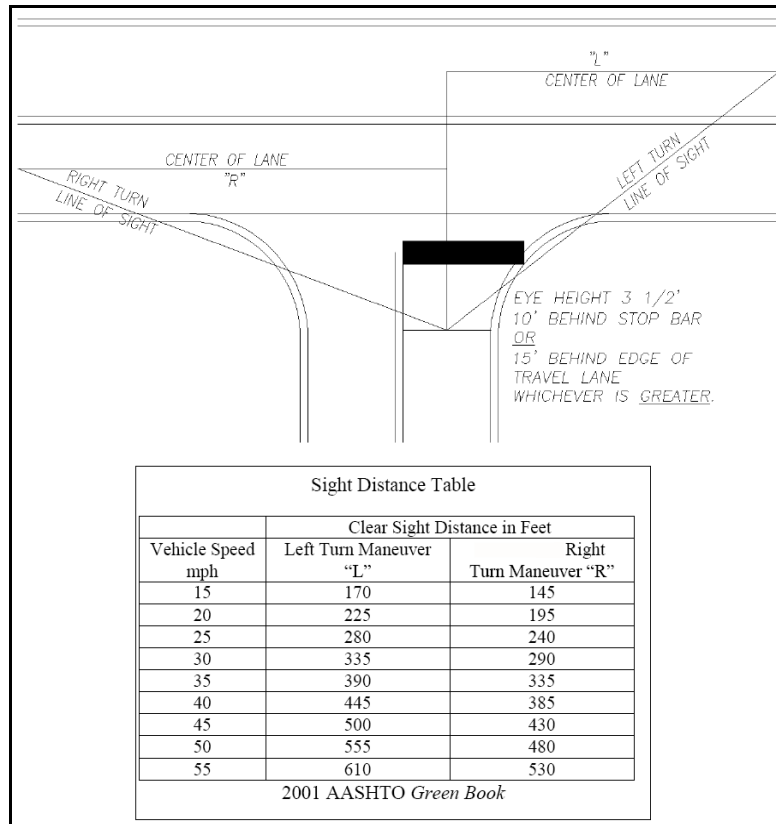 "L"
CENTER OF LANE
CENTER OF LANE
"R"
RIGHT TURN
LINE OF SIGHT
LEFT TURN
LINE OF SIGHT
EYE HEIGHT 3 1/2'
10' BEHIND STOP BAR
OR
15' BEHIND EDGE OF
TRAVEL LANE
WHICHEVER IS GREATER.
Sight Distance Table
Clear Sight Distance in Feet
Vehicle Speed mph Left Turn Maneuver "L" Right Turn Maneuver "R"
15 170 145
20 225 195
25 280 240
30 335 290
35 390 335
40 445 385
45 500 430
50 555 480
55 610 530
2001 AASHTO Green Book